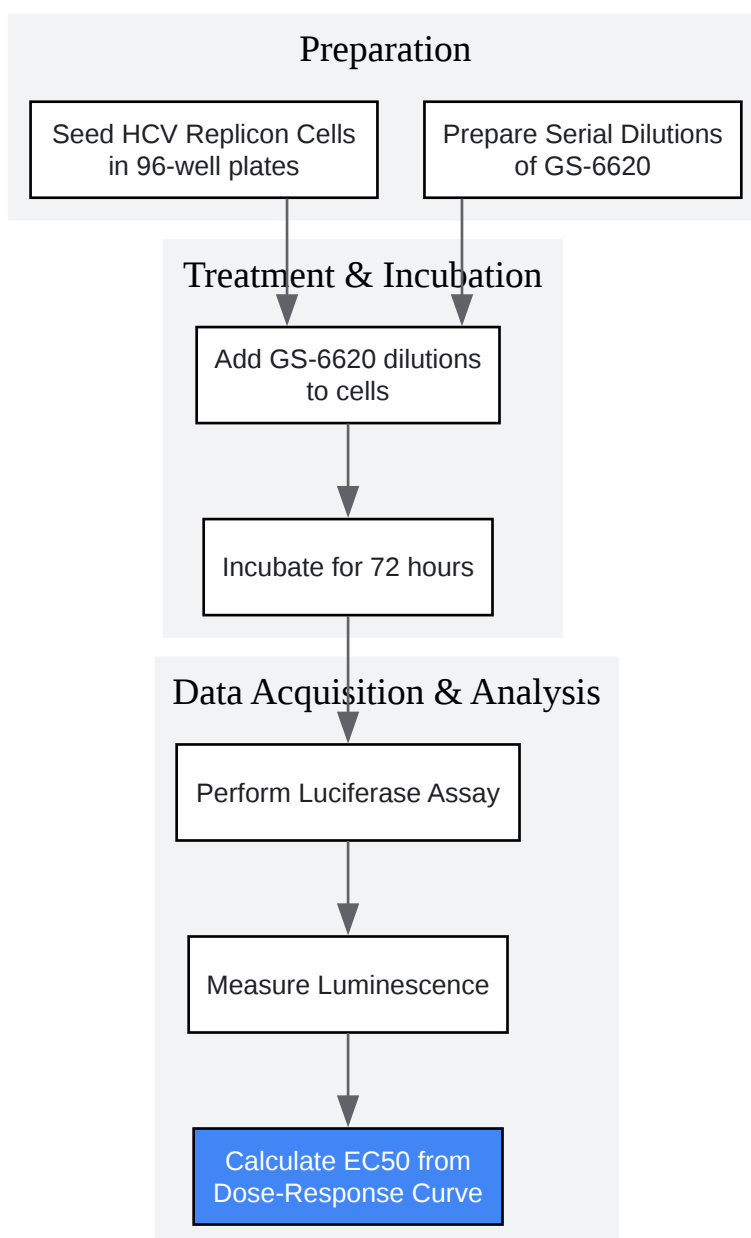 Preparation
Seed HCV Replicon Cells
in 96-well plates
Prepare Serial Dilutions
of GS-6620
Treatment & Incubation
Add GS-6620 dilutions
to cells
Incubate for 72 hours
Data Acquisition & Analysis
Perform Luciferase Assay
Measure Luminescence
Calculate EC50 from
Dose-Response Curve